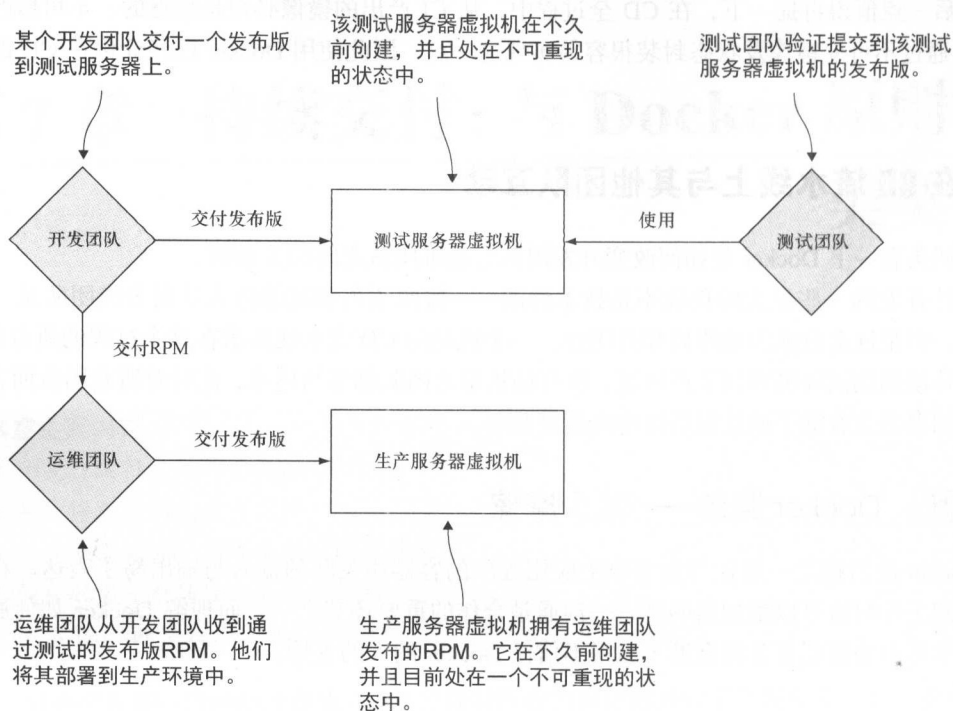 某个开发团队交付一个发布版
到测试服务器上。
该测试服务器虚拟机在不久
前创建，并且处在不可重现
的状态中。
测试团队验证提交到该测试
服务器虚拟机的发布版。
开发团队
交付发布版
测试服务器虚拟机
使用
测试团队
交付RPM
运维团队
交付发布版
生产服务器虚拟机
运维团队从开发团队收到通
过测试的发布版RPM。他们
将其部署到生产环境中。
生产服务器虚拟机拥有运维团队
发布的RPM。它在不久前创建，
并且目前处在一个不可重现的状
态中。